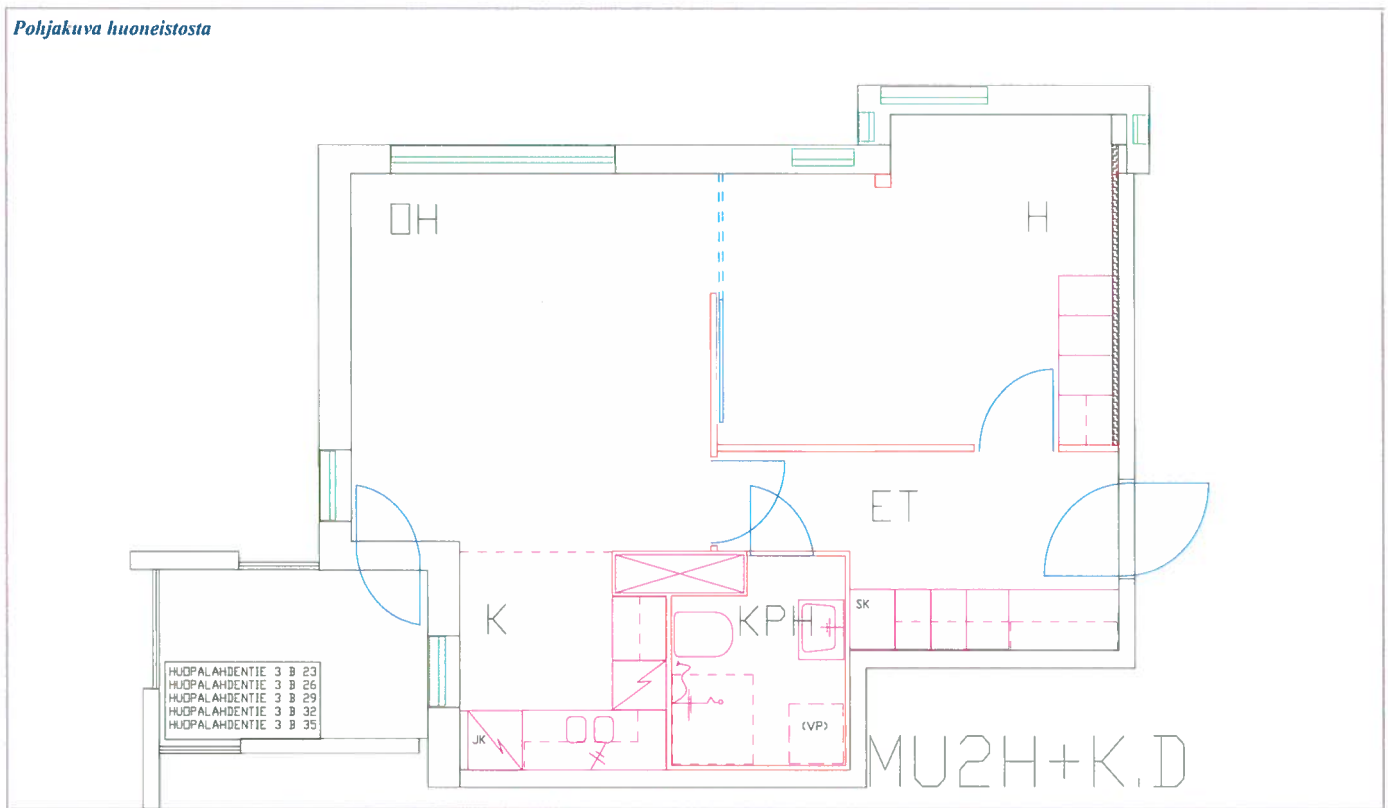 Pohjakuva huoneistosta
OH
H
ET
K
KPH
SK
HUOPALAHDENTIE 3 B 23
HUOPALAHDENTIE 3 B 26
HUOPALAHDENTIE 3 B 29
HUOPALAHDENTIE 3 B 32
HUOPALAHDENTIE 3 B 35
JK
(VP)
MU2H+K.D